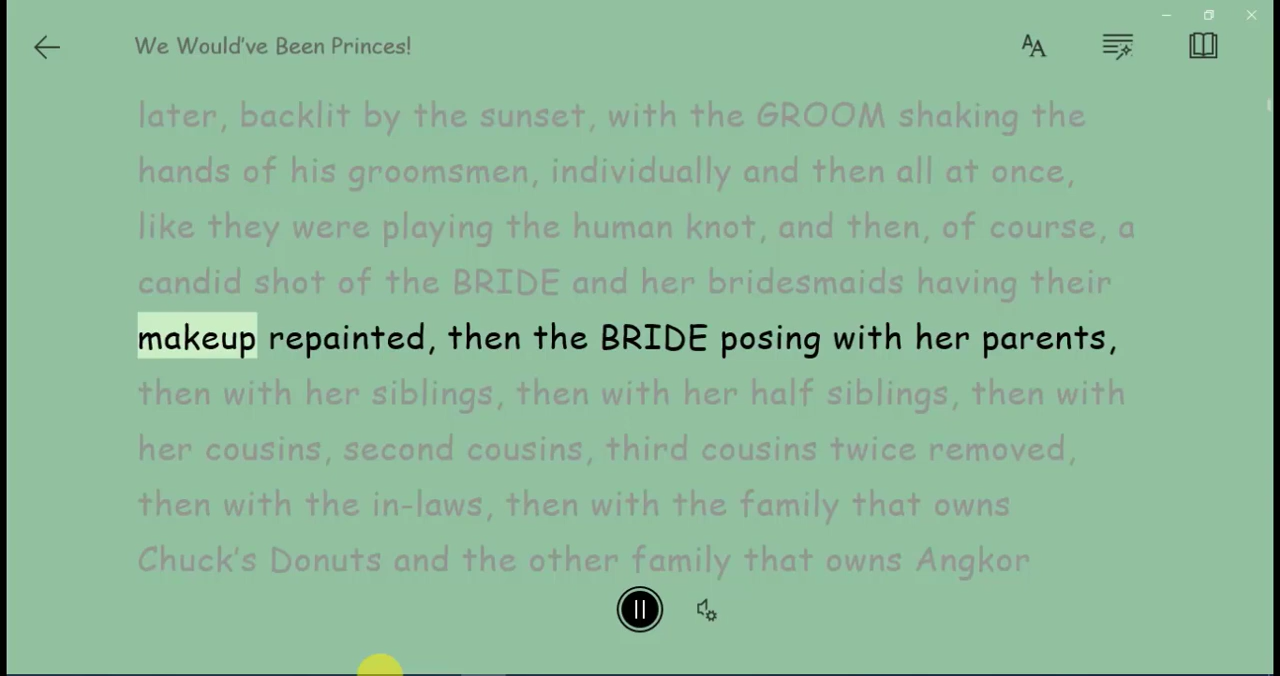 We Would've Been Princes!
AA
later, backlit by the sunset, with the GROOM shaking the
hands of his groomsmen, individually and then all at once,
like they were playing the human knot, and then, of course, a
candid shot of the BRIDE and her bridesmaids having their
makeup repainted, then the BRIDE posing with her parents,
then with her siblings, then with her half siblings, then with
her cousins, second cousins, third cousins twice removed,
then with the in-laws, then with the family that owns
Chuck's Donuts and the other family that owns Angkor